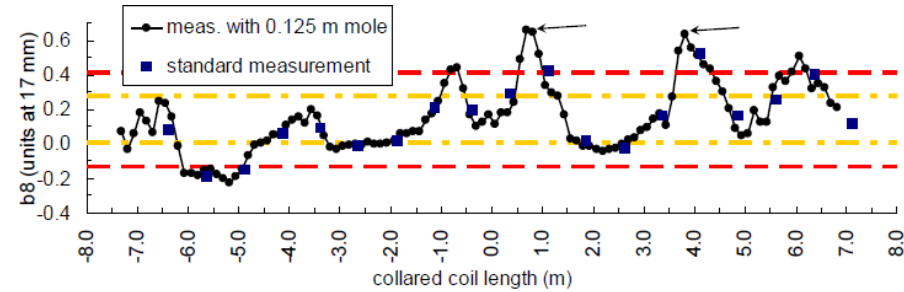 meas. with 0.125 m mole
standard measurement
b8 (units at 17 mm)
0.6
0.4
0.2
0.0
-0.2
-0.4
-8.0 -7.0 -6.0 -5.0 -4.0 -3.0 -2.0 -1.0 0.0 1.0 2.0 3.0 4.0 5.0 6.0 7.0 8.0
collared coil length (m)